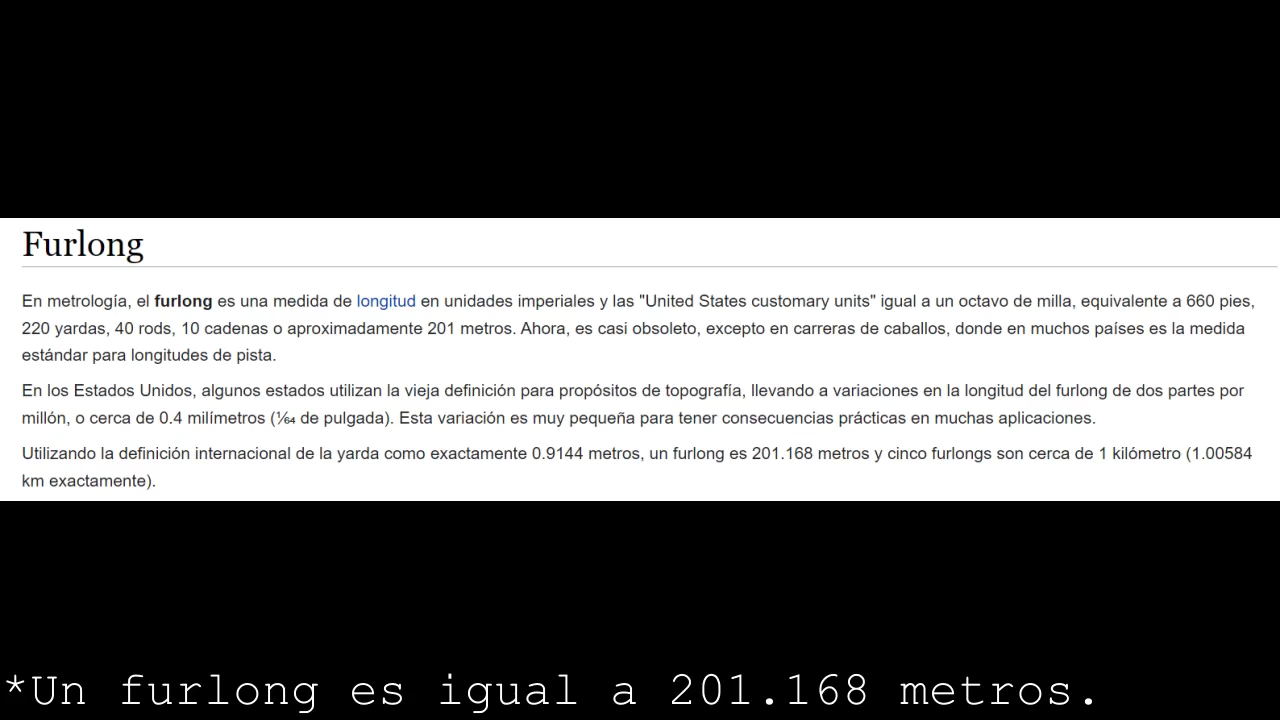 Furlong
En metrología, el furlong es una medida de longitud en unidades imperiales y las "United States customary units" igual a un octavo de milla, equivalente a 660 pies,
220 yardas, 40 rods, 10 cadenas o aproximadamente 201 metros. Ahora, es casi obsoleto, excepto en carreras de caballos, donde en muchos países es la medida
estándar para longitudes de pista.
En los Estados Unidos, algunos estados utilizan la vieja definición para propósitos de topografía, llevando a variaciones en la longitud del furlong de dos partes por
millón, o cerca de 0.4 milímetros (1⁄64 de pulgada). Esta variación es muy pequeña para tener consecuencias prácticas en muchas aplicaciones.
Utilizando la definición internacional de la yarda como exactamente 0.9144 metros, un furlong es 201.168 metros y cinco furlongs son cerca de 1 kilómetro (1.00584
km exactamente).
*Un furlong es igual a 201.168 metros.